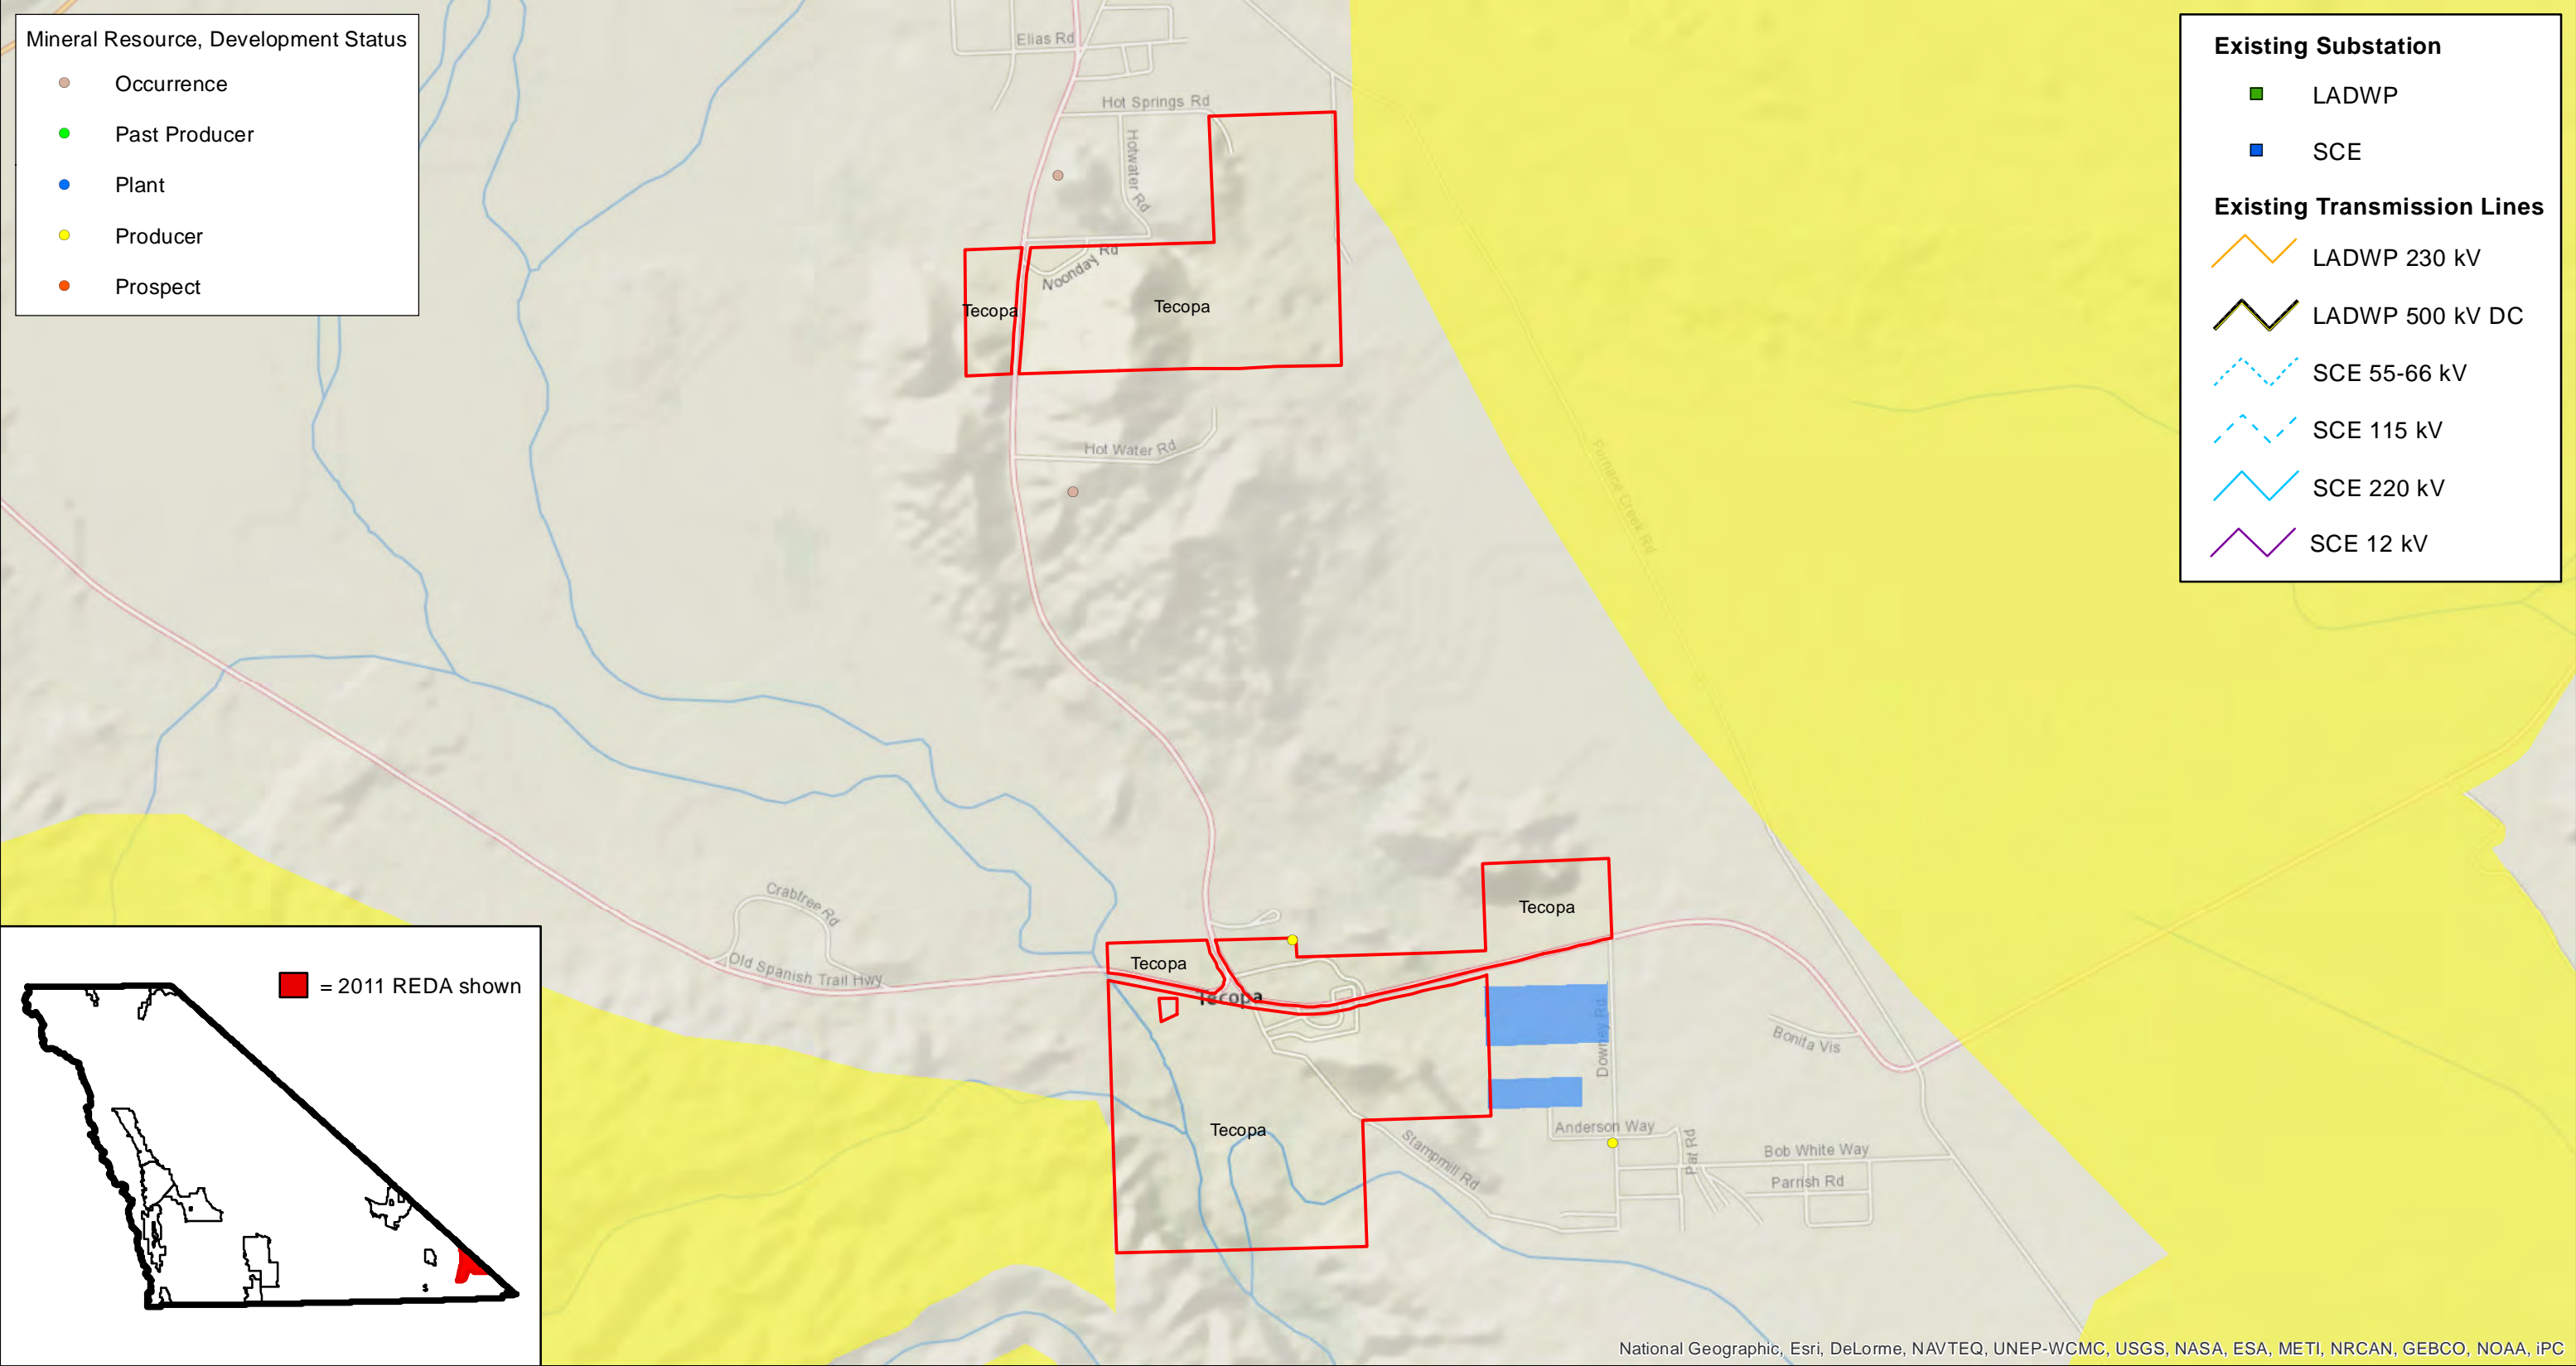 Mineral Resource, Development Status
Occurrence
Past Producer
Plant
Producer
Prospect
Existing Substation
LADWP
SCE
Existing Transmission Lines
LADWP 230 kV
LADWP 500 kV DC
SCE 55-66 kV
SCE 115 kV
SCE 220 kV
SCE 12 kV
Elias Rd
Hot Springs Rd
Hotwater Rd
Noonday Rd
Tecopa
Tecopa
Hot Water Rd
Furnace Creek Rd
Crabtree Rd
Old Spanish Trail Hwy
Tecopa
Tecopa
Tecopa
Tecopa
Downey Rd
Bonita Vis
Anderson Way
Stampmill Rd
Pat Rd
Bob White Way
Parrish Rd
= 2011 REDA shown
s
National Geographic, Esri, DeLorme, NAVTEQ, UNEP-WCMC, USGS, NASA, ESA, METI, NRCAN, GEBCO, NOAA, iPC